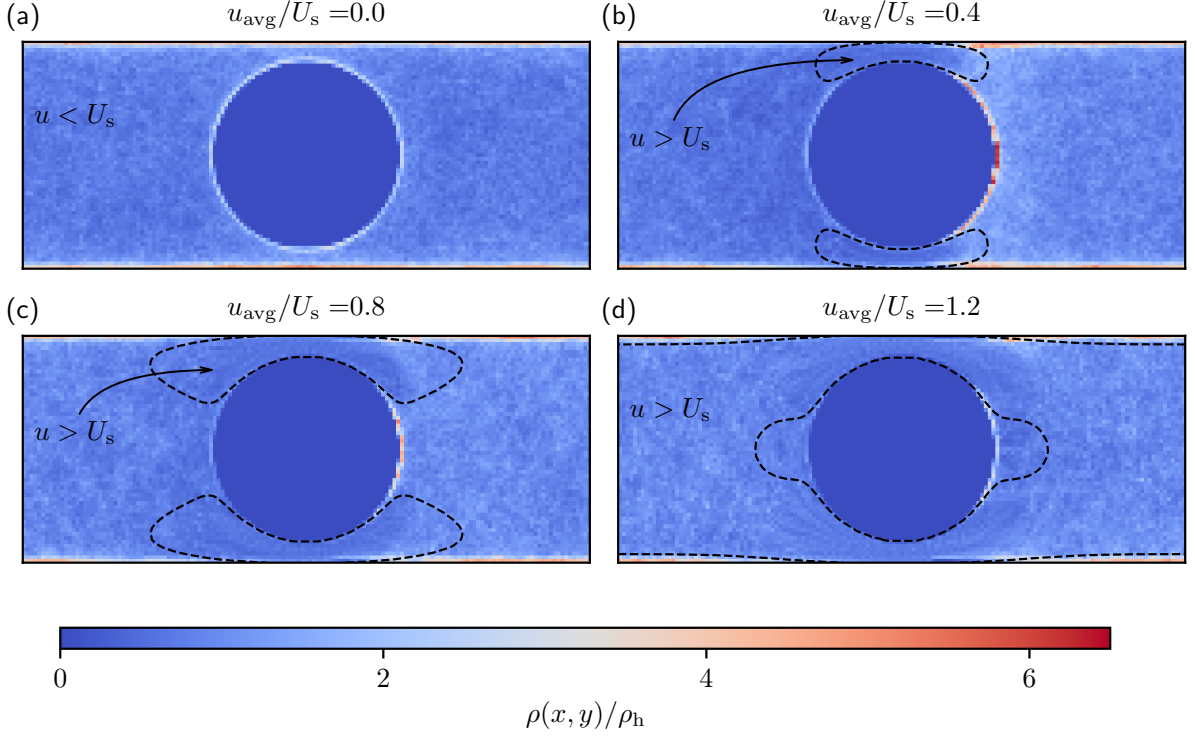 (a)
u_avg/U_s =0.0
u < U_s
(b)
u_avg/U_s =0.4
u > U_s
(c)
u_avg/U_s =0.8
u > U_s
(d)
u_avg/U_s =1.2
u > U_s
0 2 4 6
ρ(x, y)/ρ_h